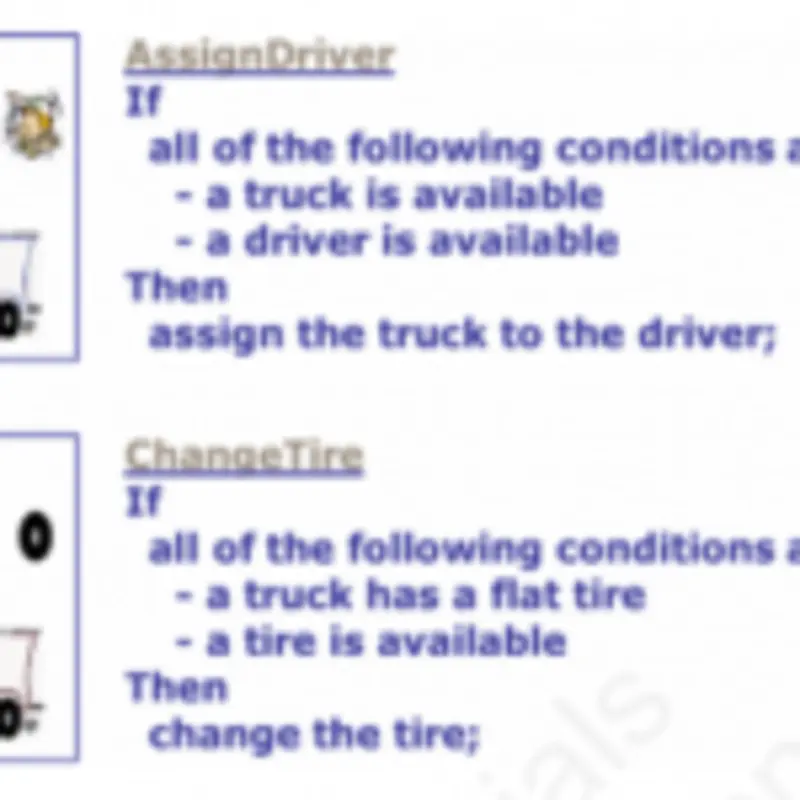 AssignDriver
If
all of the following conditions a
- a truck is available
- a driver is available
Then
assign the truck to the driver;
ChangeTire
If
all of the following conditions a
- a truck has a flat tire
- a tire is available
Then
change the tire;
ials